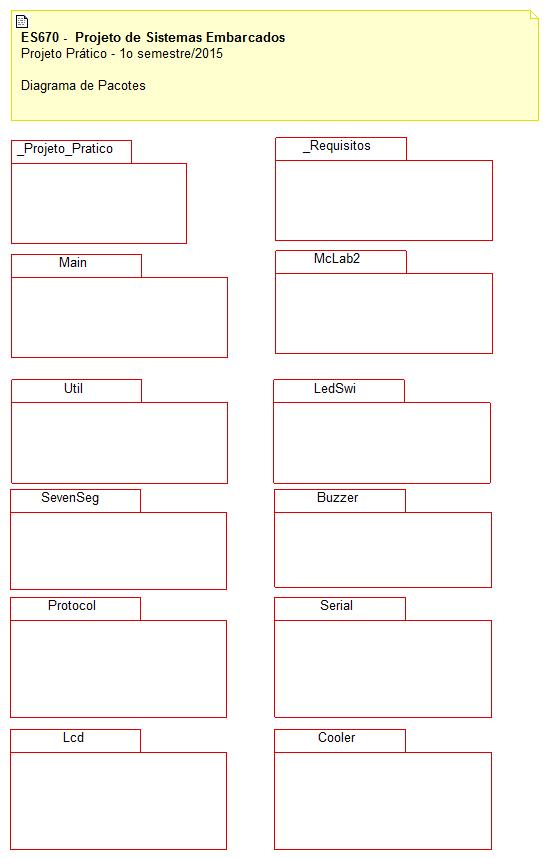 ES670 - Projeto de Sistemas Embarcados
Projeto Prático - 1o semestre/2015
Diagrama de Pacotes
_Projeto_Pratico
_Requisitos
Main
McLab2
Util
LedSwi
SevenSeg
Buzzer
Protocol
Serial
Lcd
Cooler